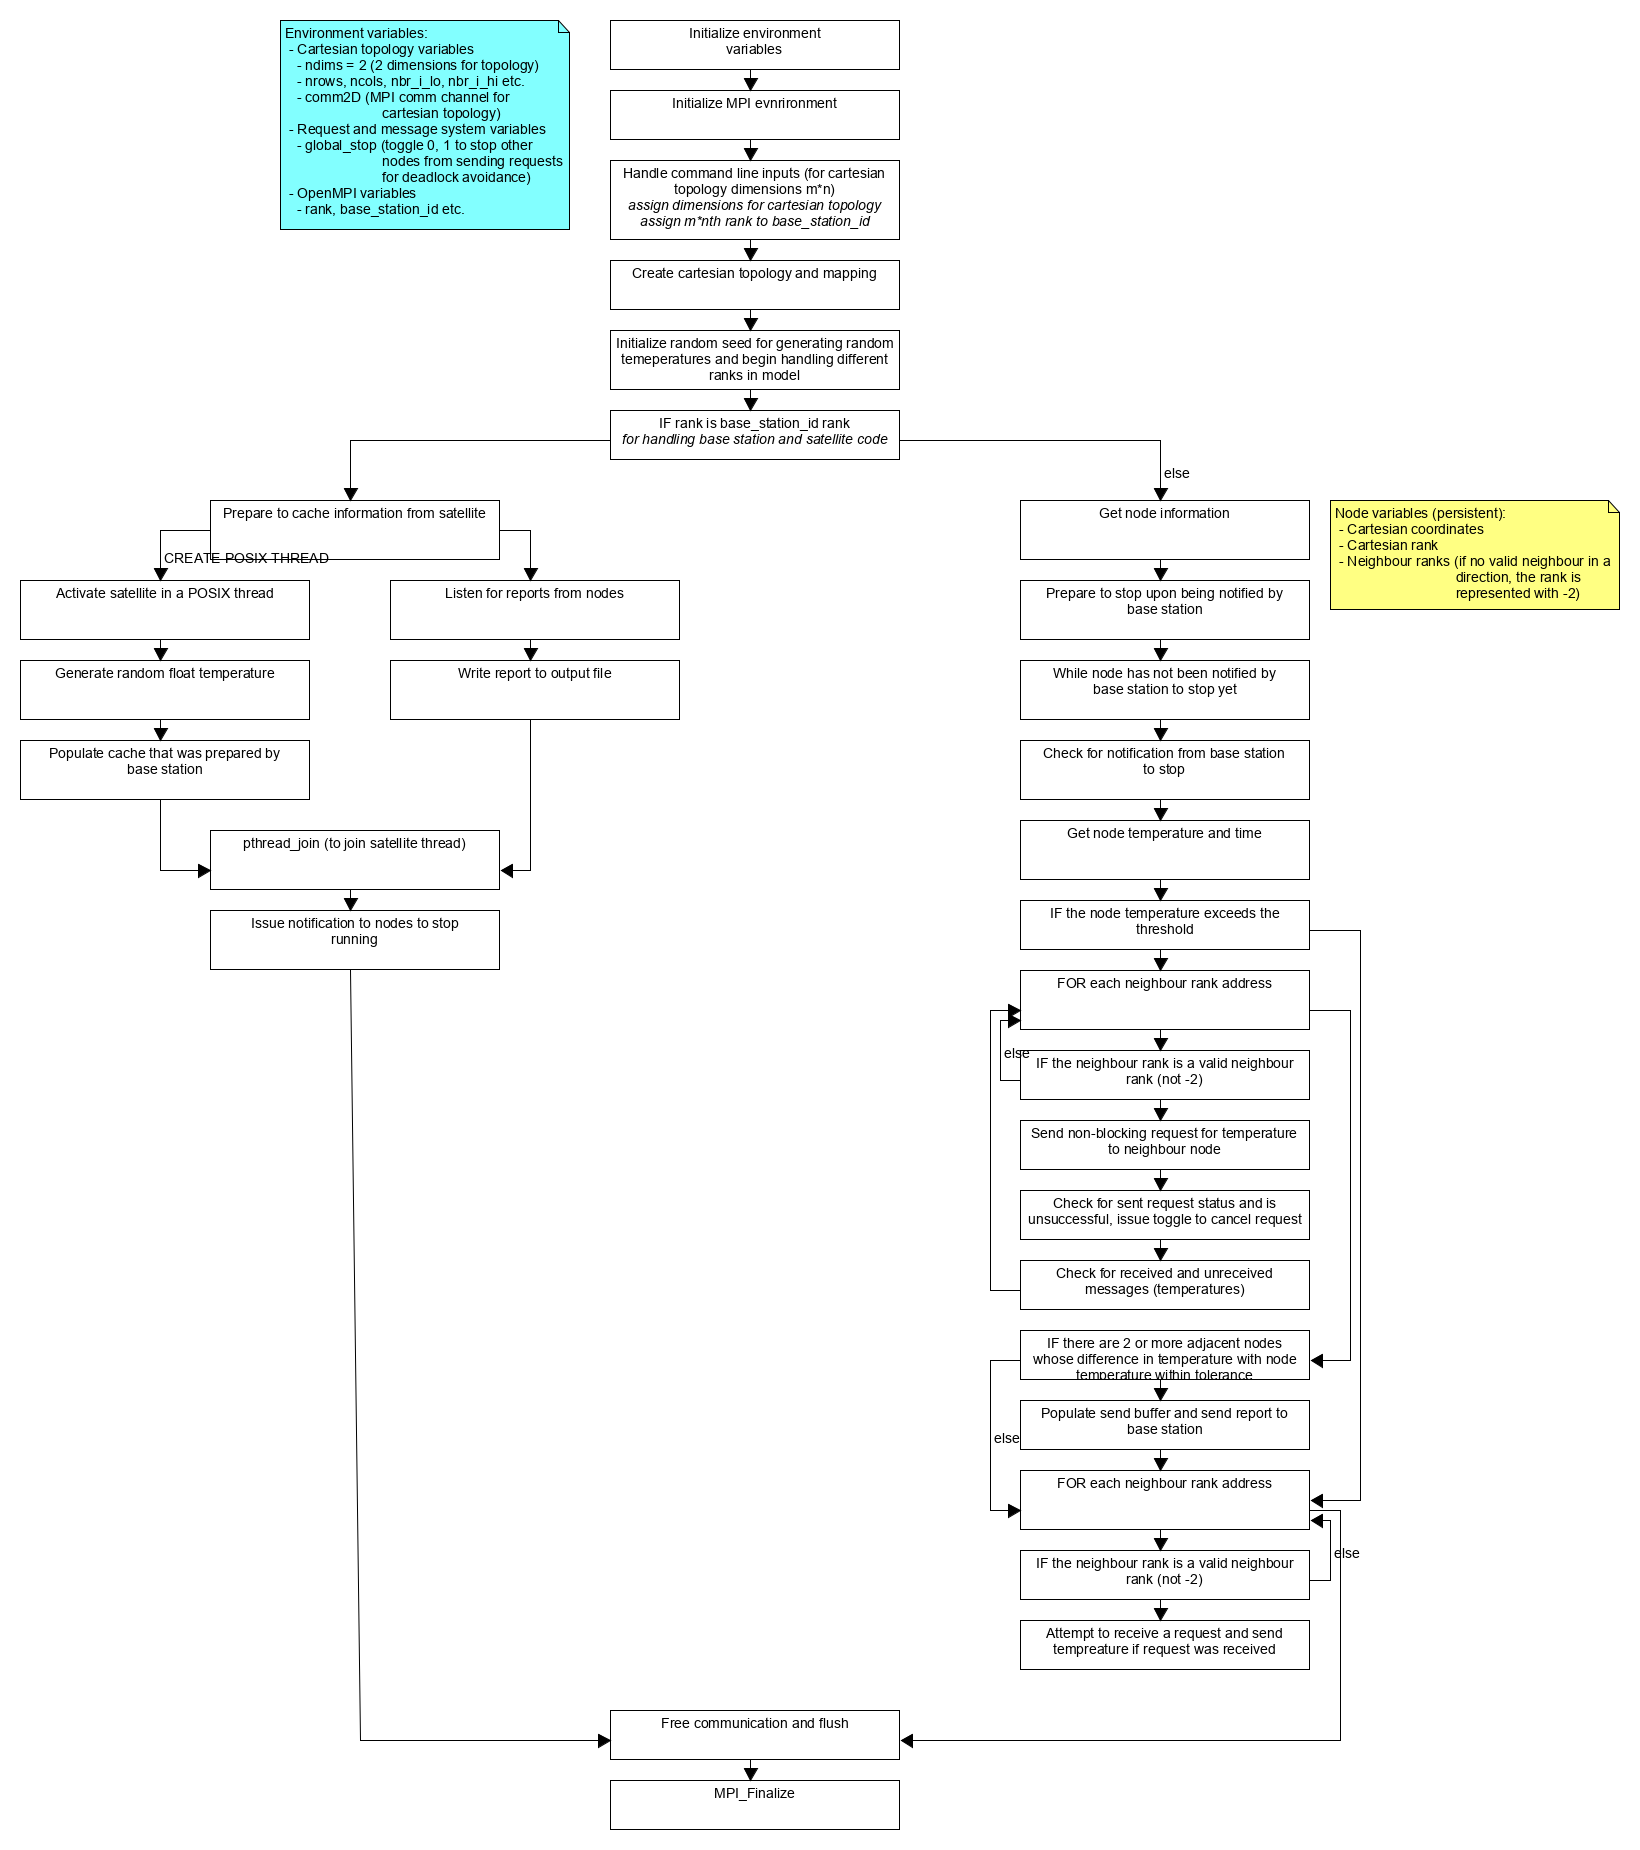 Environment variables:
- Cartesian topology variables
- ndims = 2 (2 dimensions for topology)
- nrows, ncols, nbr_i_lo, nbr_i_hi etc.
- comm2D (MPI comm channel for
cartesian topology)
- Request and message system variables
- global_stop (toggle 0, 1 to stop other
nodes from sending requests
for deadlock avoidance)
- OpenMPI variables
- rank, base_station_id etc.
Initialize environment
variables
Initialize MPI evnrironment
Handle command line inputs (for cartesian
topology dimensions m*n)
assign dimensions for cartesian topology
assign m*nth rank to base_station_id
Create cartesian topology and mapping
Initialize random seed for generating random
temeperatures and begin handling different
ranks in model
IF rank is base_station_id rank
for handling base station and satellite code
else
Prepare to cache information from satellite
CREATE POSIX THREAD
Activate satellite in a POSIX thread
Generate random float temperature
Populate cache that was prepared by
base station
Listen for reports from nodes
Write report to output file
pthread_join (to join satellite thread)
Issue notification to nodes to stop
running
Get node information
Node variables (persistent):
- Cartesian coordinates
- Cartesian rank
- Neighbour ranks (if no valid neighbour in a
direction, the rank is
represented with -2)
Prepare to stop upon being notified by
base station
While node has not been notified by
base station to stop yet
Check for notification from base station
to stop
Get node temperature and time
IF the node temperature exceeds the
threshold
FOR each neighbour rank address
else
IF the neighbour rank is a valid neighbour
rank (not -2)
Send non-blocking request for temperature
to neighbour node
Check for sent request status and is
unsuccessful, issue toggle to cancel request
Check for received and unreceived
messages (temperatures)
IF there are 2 or more adjacent nodes
whose difference in temperature with node
temperature within tolerance
Populate send buffer and send report to
base station
else
FOR each neighbour rank address
else
IF the neighbour rank is a valid neighbour
rank (not -2)
Attempt to receive a request and send
tempreature if request was received
Free communication and flush
MPI_Finalize